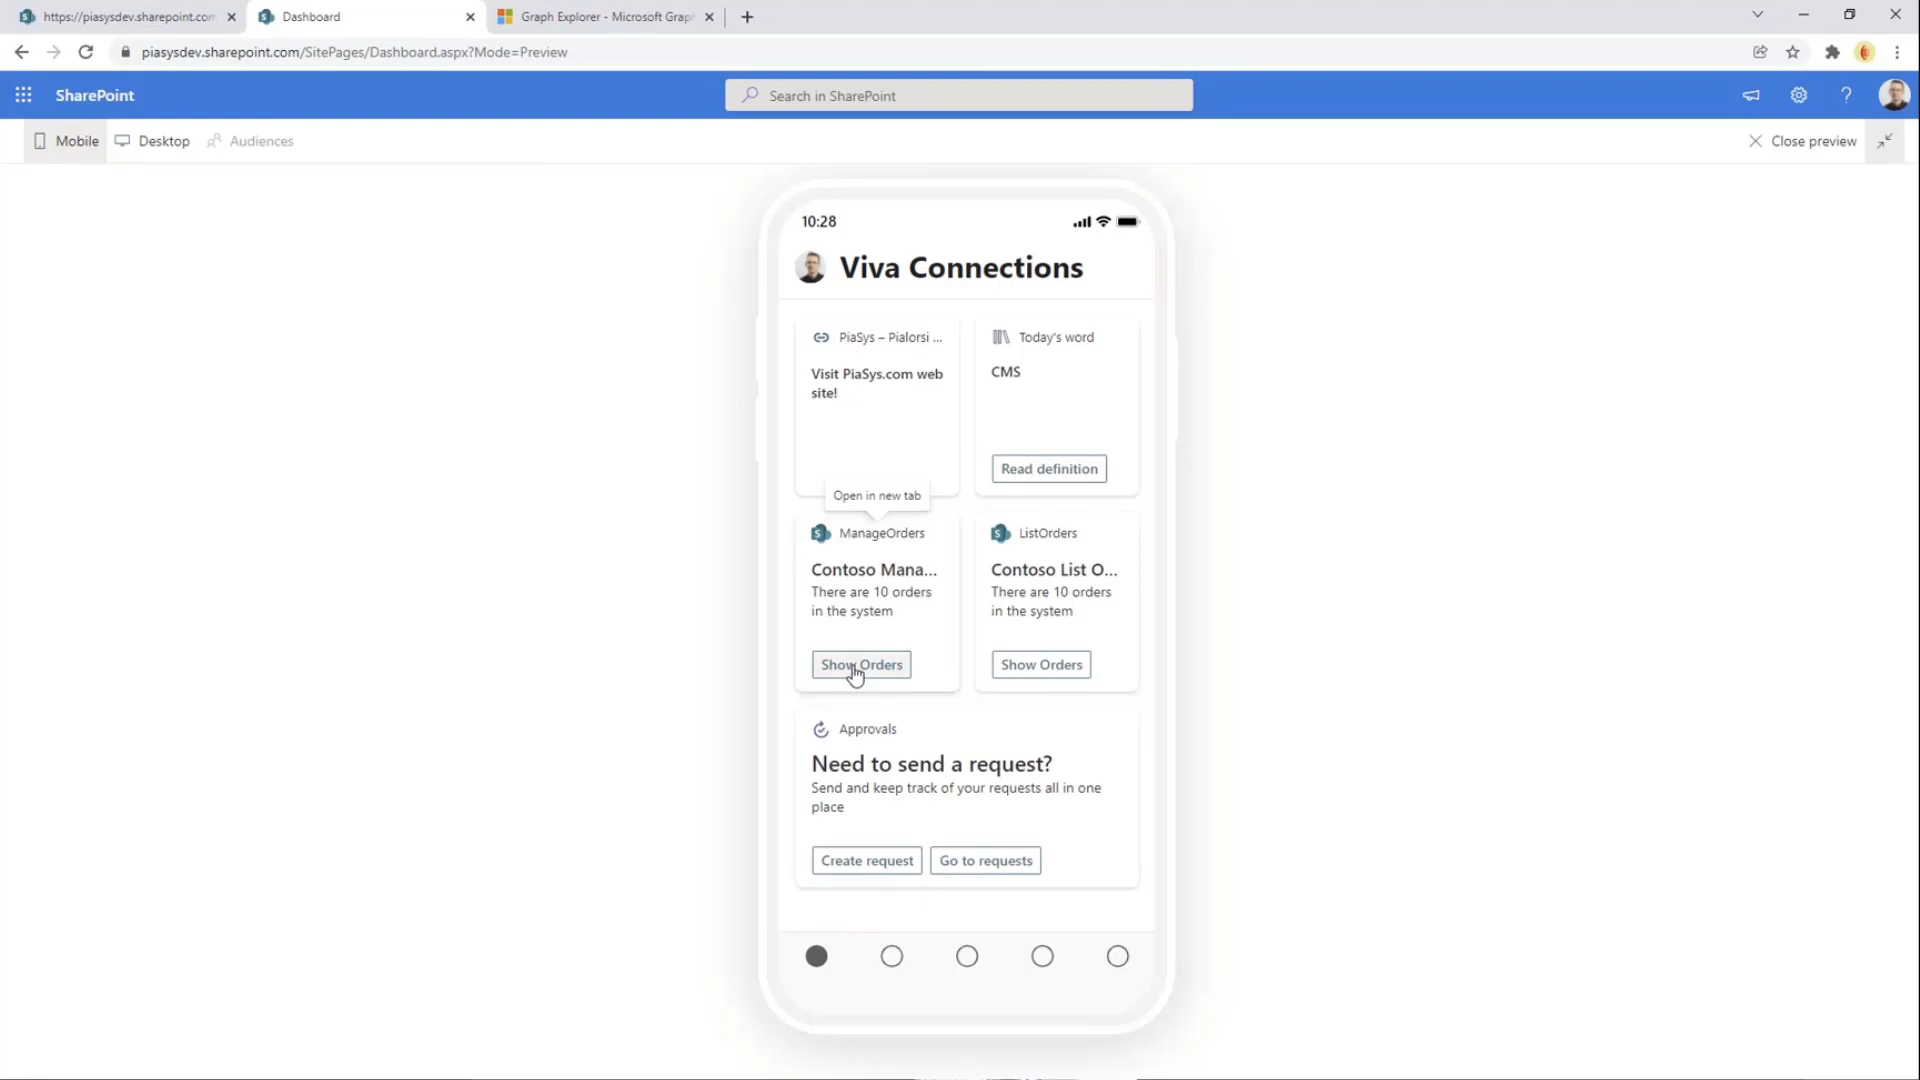 https://piasysdev.sharepoint.com
Dashboard
Graph Explorer - Microsoft Grap
piasysdev.sharepoint.com/SitePages/Dashboard.aspx?Mode=Preview
SharePoint
Search in SharePoint
Mobile
Desktop
Audiences
Close preview
10:28
Viva Connections
PiaSys – Pialorsi ...
Visit PiaSys.com web
site!
Today's word
CMS
Read definition
Open in new tab
ManageOrders
Contoso Mana...
There are 10 orders
in the system
Show Orders
ListOrders
Contoso List O...
There are 10 orders
in the system
Show Orders
Approvals
Need to send a request?
Send and keep track of your requests all in one
place
Create request
Go to requests